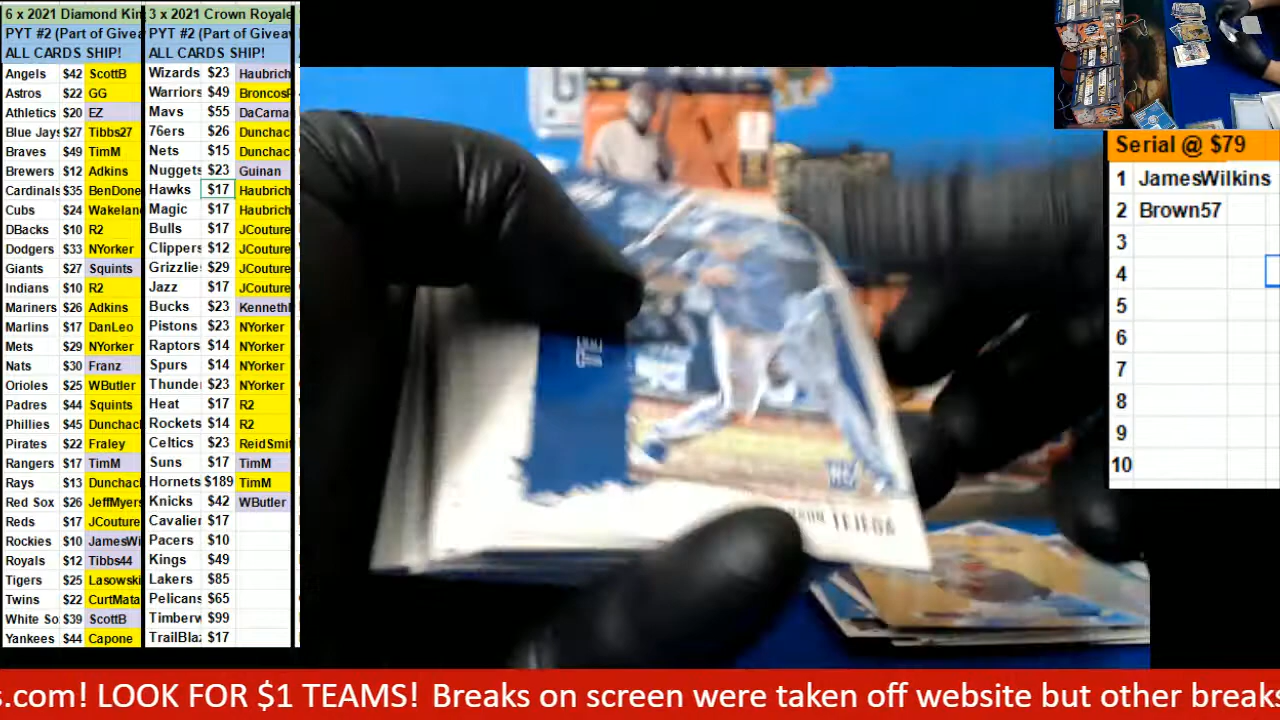 6 x 2021 Diamond Kin
PYT #2 (Part of Giveaw
ALL CARDS SHIP!
Angels $42 ScottB
Astros $22 GG
Athletics $20 EZ
Blue Jays $27 Tibbs27
Braves $49 TimM
Brewers $12 Adkins
Cardinals $35 BenDone
Cubs $24 Wakelan
DBacks $10 R2
Dodgers $33 NYorker
Giants $27 Squints
Indians $10 R2
Mariners $26 Adkins
Marlins $17 DanLeo
Mets $29 NYorker
Nats $30 Franz
Orioles $25 WButler
Padres $44 Squints
Phillies $45 Dunchac
Pirates $22 Fraley
Rangers $17 TimM
Rays $13 Dunchac
Red Sox $26 JeffMyers
Reds $17 JCouture
Rockies $10 JamesWi
Royals $12 Tibbs44
Tigers $25 Lasowski
Twins $22 CurtMata
White So $39 ScottB
Yankees $44 Capone
3 x 2021 Crown Royale
PYT #2 (Part of Giveav
ALL CARDS SHIP!
Wizards $23 Haubrich
Warriors $49 BroncosF
Mavs $55 DaCarna
76ers $26 Dunchac
Nets $15 Dunchac
Nuggets $23 Guinan
Hawks $17 Haubrich
Magic $17 Haubrich
Bulls $17 JCouture
Clippers $12 JCouture
Grizzlie $29 JCouture
Jazz $17 JCouture
Bucks $23 Kenneth
Pistons $23 NYorker
Raptors $14 NYorker
Spurs $14 NYorker
Thunde $23 NYorker
Heat $17 R2
Rockets $14 R2
Celtics $23 ReidSmit
Suns $17 TimM
Hornets $189 TimM
Knicks $42 WButler
Cavalier $17
Pacers $10
Kings $49
Lakers $85
Pelicans $65
Timberw $99
TrailBla $17
TEJEDA
Serial @ $79
1 JamesWilkins
2 Brown57
3
4
5
6
7
8
9
10
s.com! LOOK FOR $1 TEAMS! Breaks on screen were taken off website but other breaks